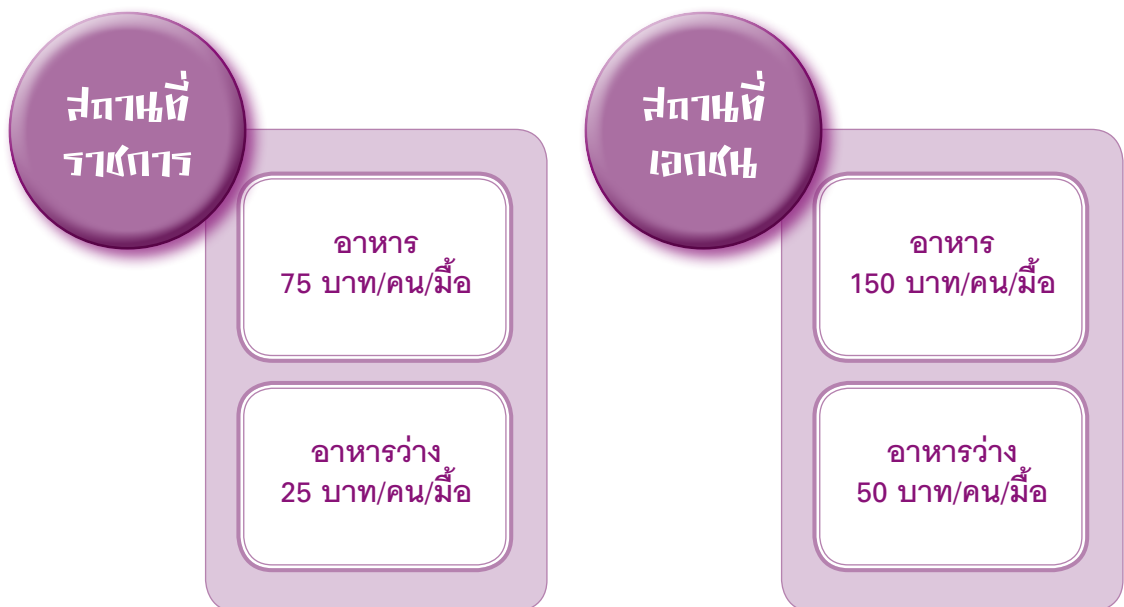 สถานที่
ราชการ
อาหาร
75 บาท/คน/มื้อ
อาหารว่าง
25 บาท/คน/มื้อ
สถานที่
เอกชน
อาหาร
150 บาท/คน/มื้อ
อาหารว่าง
50 บาท/คน/มื้อ